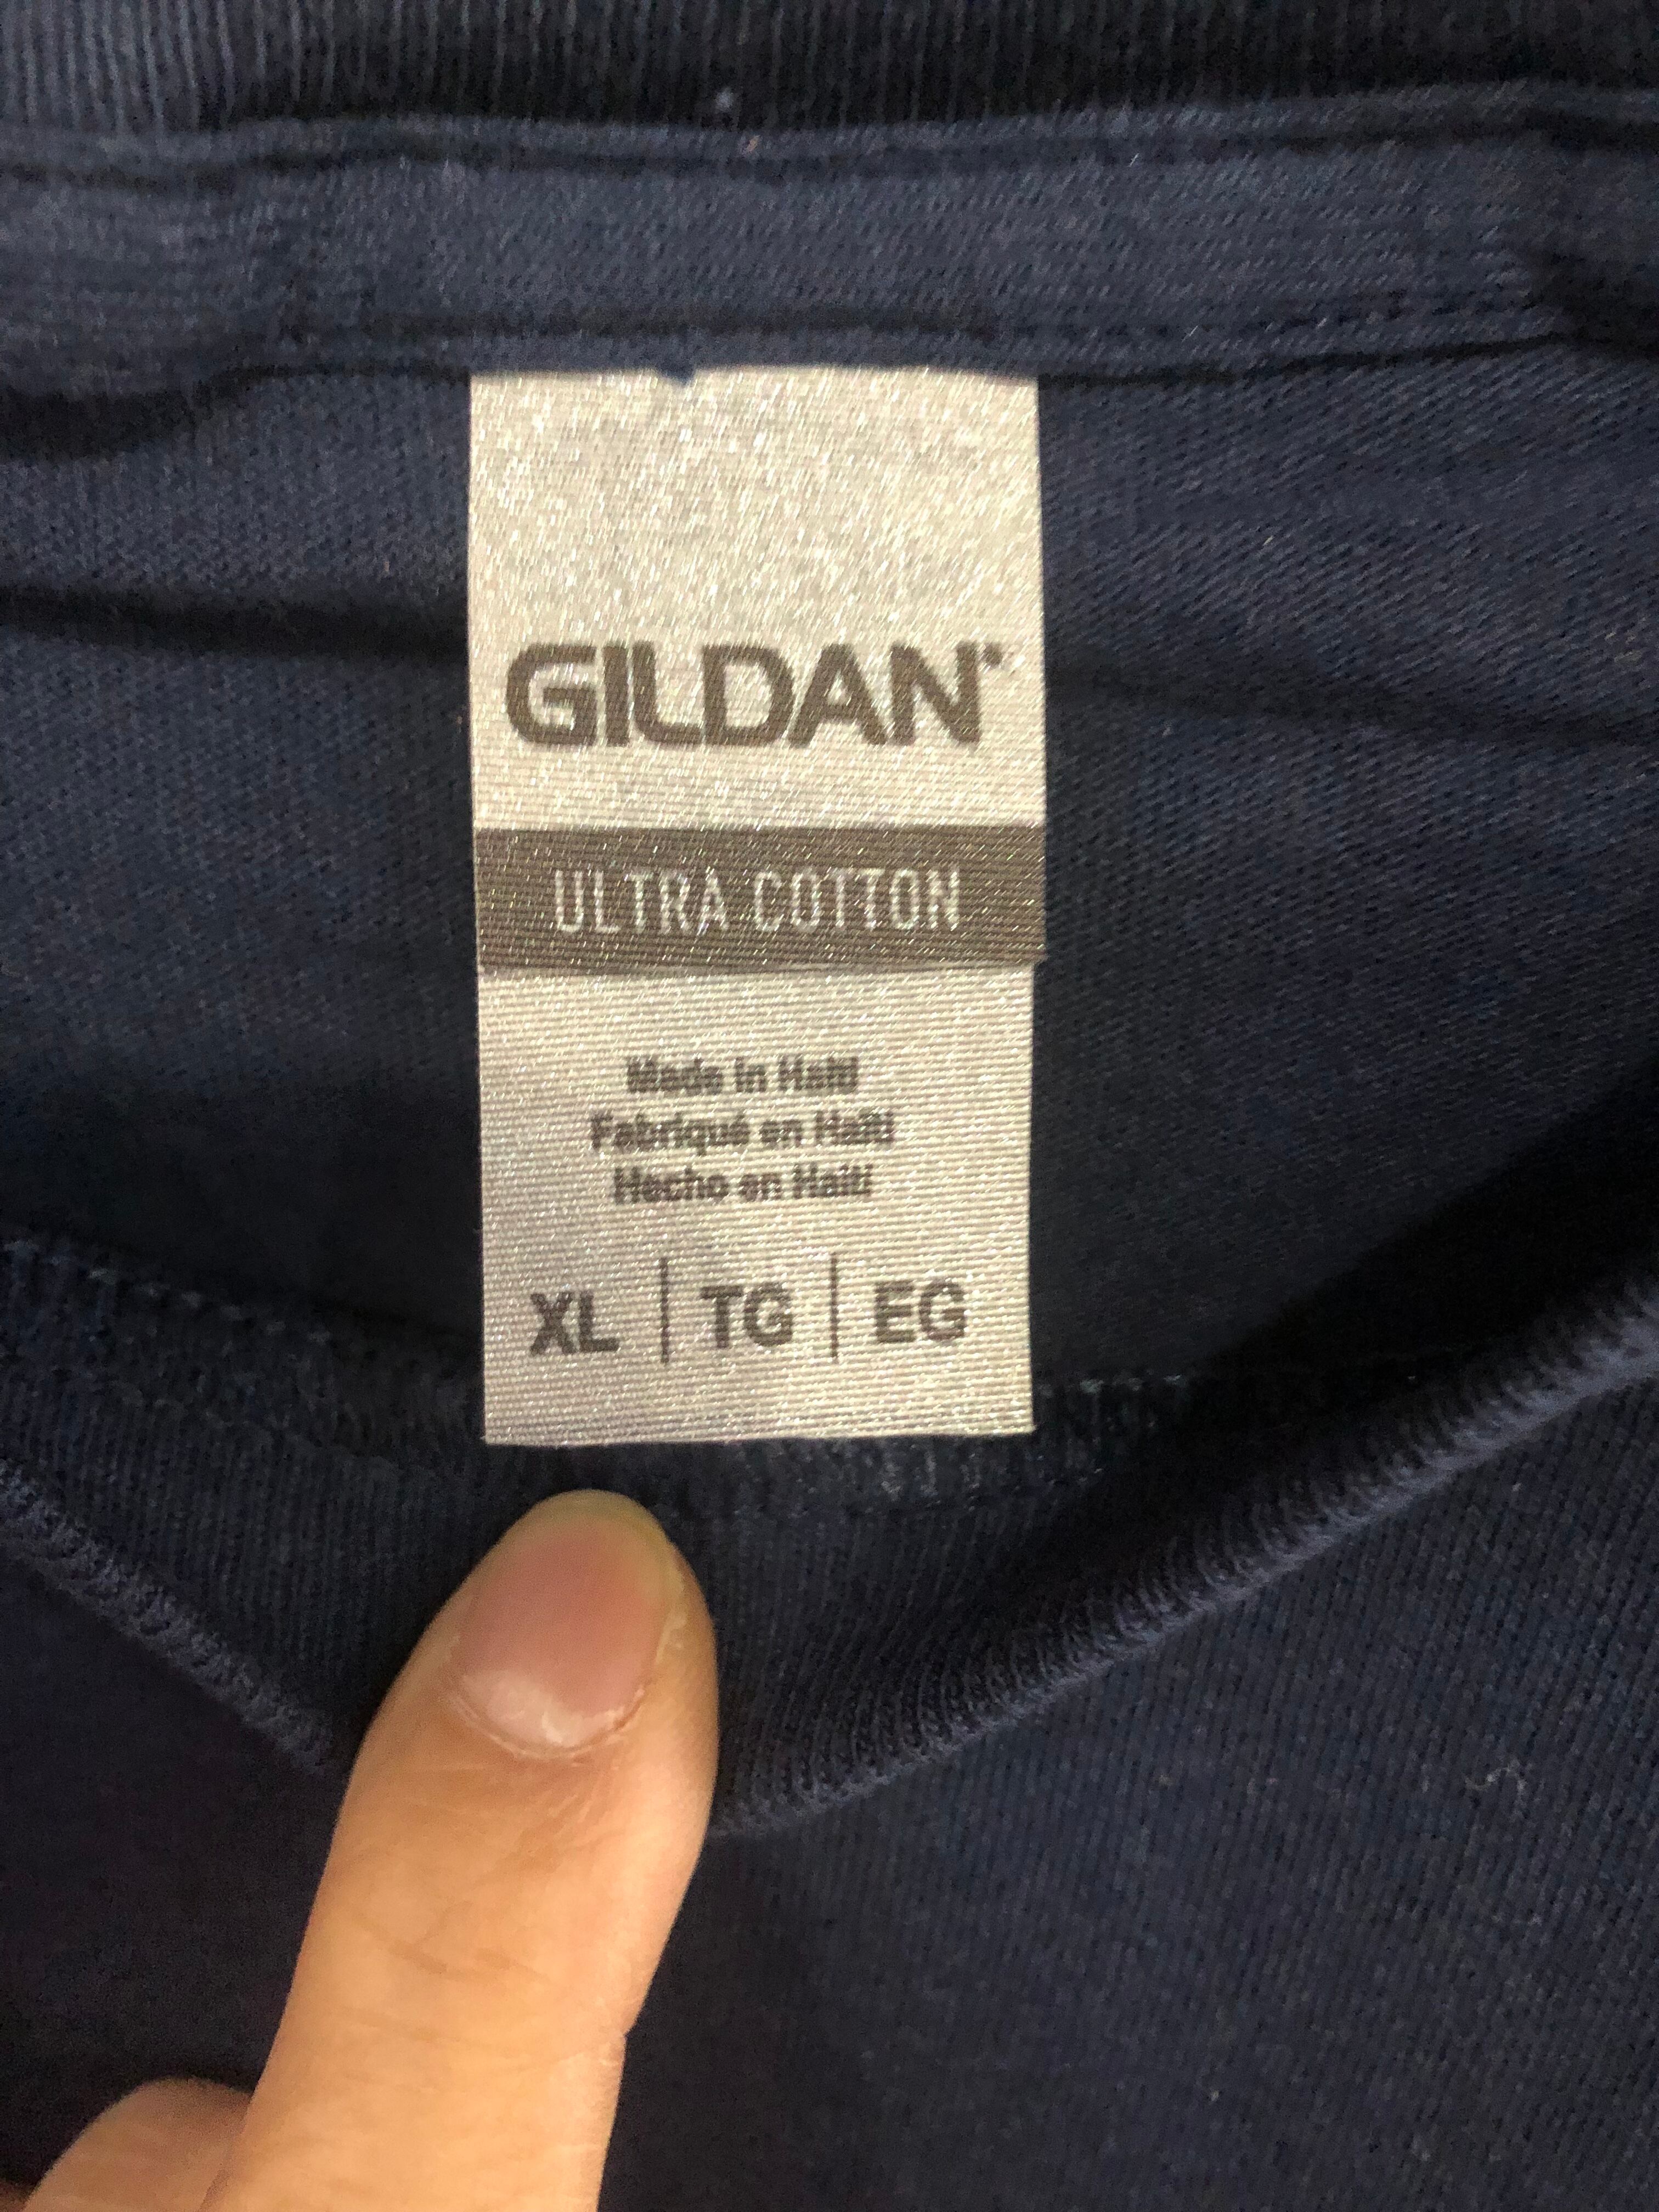 GILDAN®
ULTRA COTTON
Made in Haiti
Fabriqué en Haïti
Hecho en Haití
XL | TG | EG